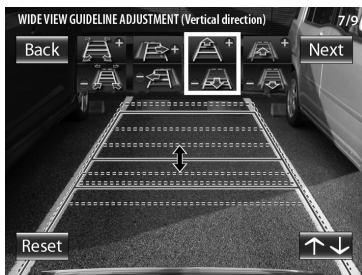 WIDE VIEW GUIDELINE ADJUSTMENT (Vertical direction) 7/9
Back + + + + Next
- - - -
Reset ↑↓